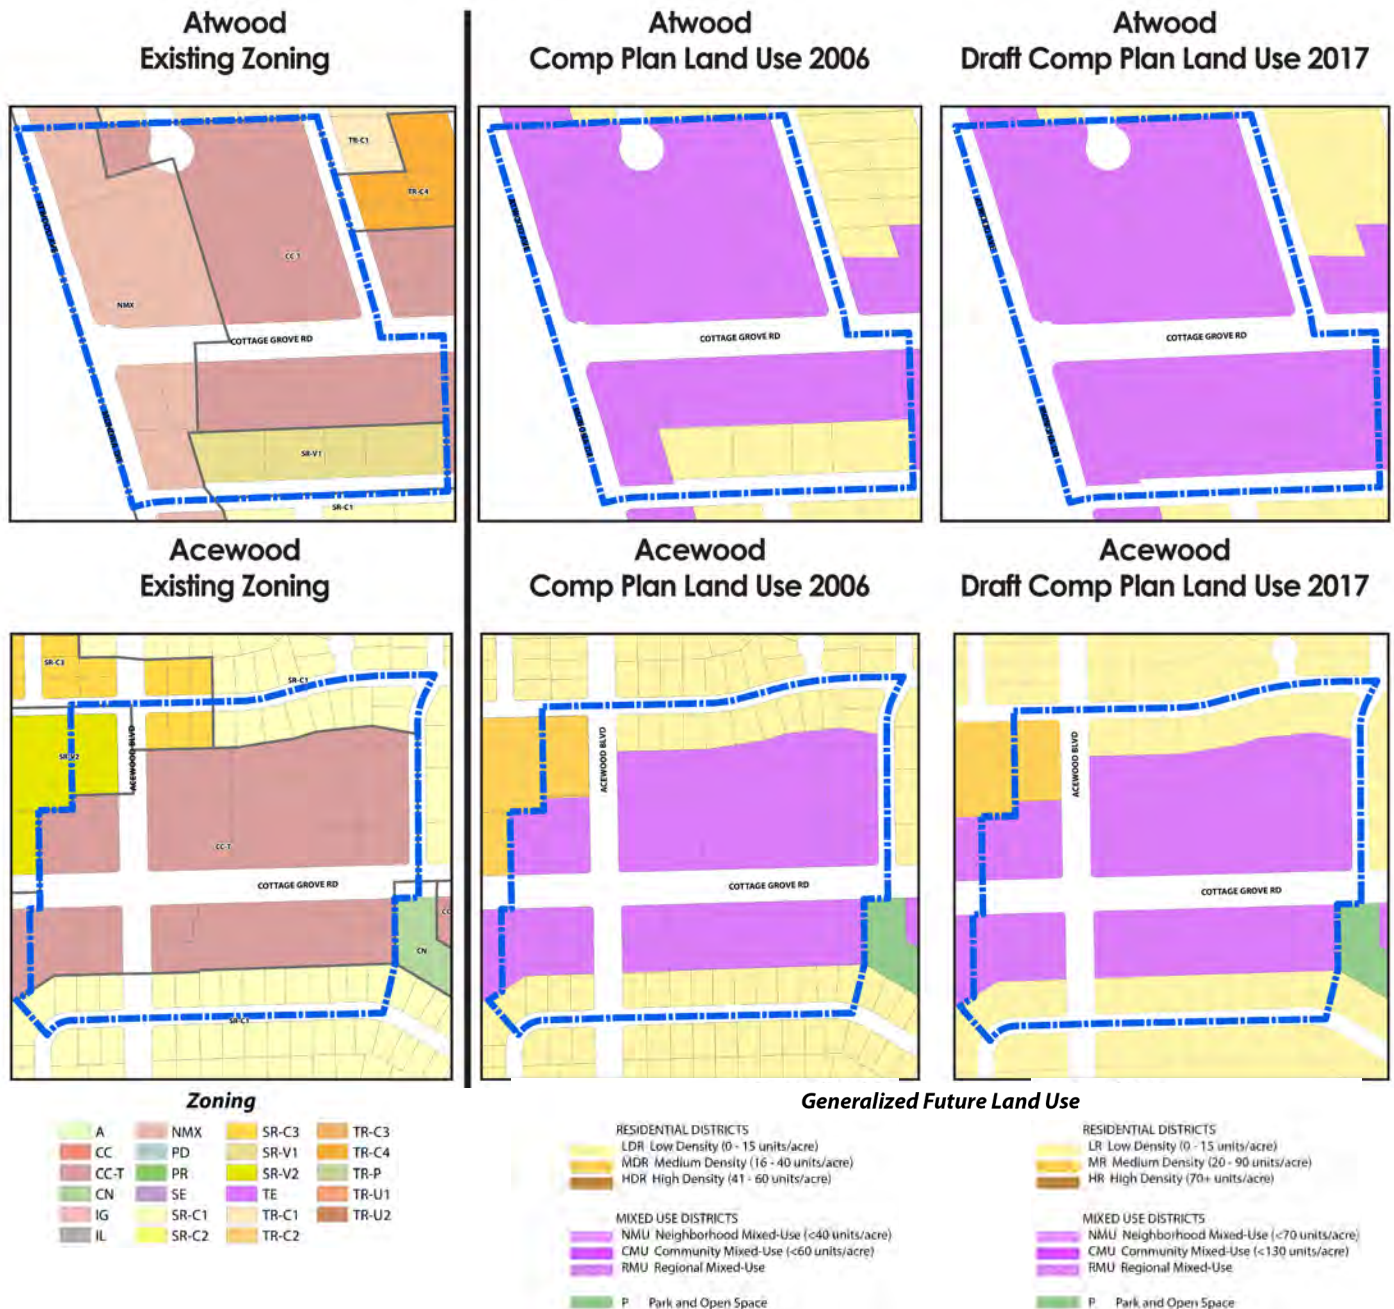 Atwood
Existing Zoning
Atwood
Comp Plan Land Use 2006
Atwood
Draft Comp Plan Land Use 2017
TR-C1
TR-C4
CC-T
NMX
COTTAGE GROVE RD
SR-V1
SR-C1
COTTAGE GROVE RD
COTTAGE GROVE RD
Acewood
Existing Zoning
Acewood
Comp Plan Land Use 2006
Acewood
Draft Comp Plan Land Use 2017
SR-C3
SR-C1
SR-V2
ACEWOOD BLVD
CC-T
COTTAGE GROVE RD
CC
CN
SR-C1
ACEWOOD BLVD
COTTAGE GROVE RD
ACEWOOD BLVD
COTTAGE GROVE RD
Zoning
A
CC
CC-T
CN
IG
IL
NMX
PD
PR
SE
SR-C1
SR-C2
SR-C3
SR-V1
SR-V2
TE
TR-C1
TR-C2
TR-C3
TR-C4
TR-P
TR-U1
TR-U2
Generalized Future Land Use
RESIDENTIAL DISTRICTS
LDR Low Density (0 - 15 units/acre)
MDR Medium Density (16 - 40 units/acre)
HDR High Density (41 - 60 units/acre)
MIXED USE DISTRICTS
NMU Neighborhood Mixed-Use (<40 units/acre)
CMU Community Mixed-Use (<60 units/acre)
RMU Regional Mixed-Use
P Park and Open Space
RESIDENTIAL DISTRICTS
LR Low Density (0 - 15 units/acre)
MR Medium Density (20 - 90 units/acre)
HR High Density (70+ units/acre)
MIXED USE DISTRICTS
NMU Neighborhood Mixed-Use (<70 units/acre)
CMU Community Mixed-Use (<130 units/acre)
RMU Regional Mixed-Use
P Park and Open Space